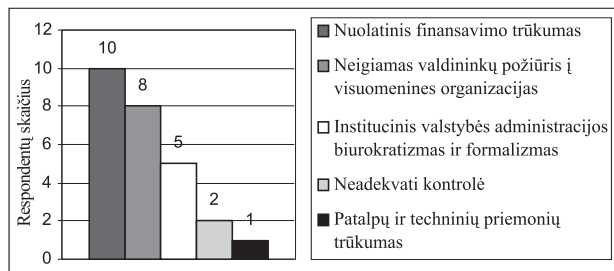 Respondentų skaičius
12
10
8
6
4
2
0
10
8
5
2
1
Nuolatinis finansavimo trūkumas
Neigiamas valdininkų požiūris į
visuomenines organizacijas
Institucinis valstybės administracijos
biurokratizmas ir formalizmas
Neadekvati kontrolė
Patalpų ir techninių priemonių
trūkumas